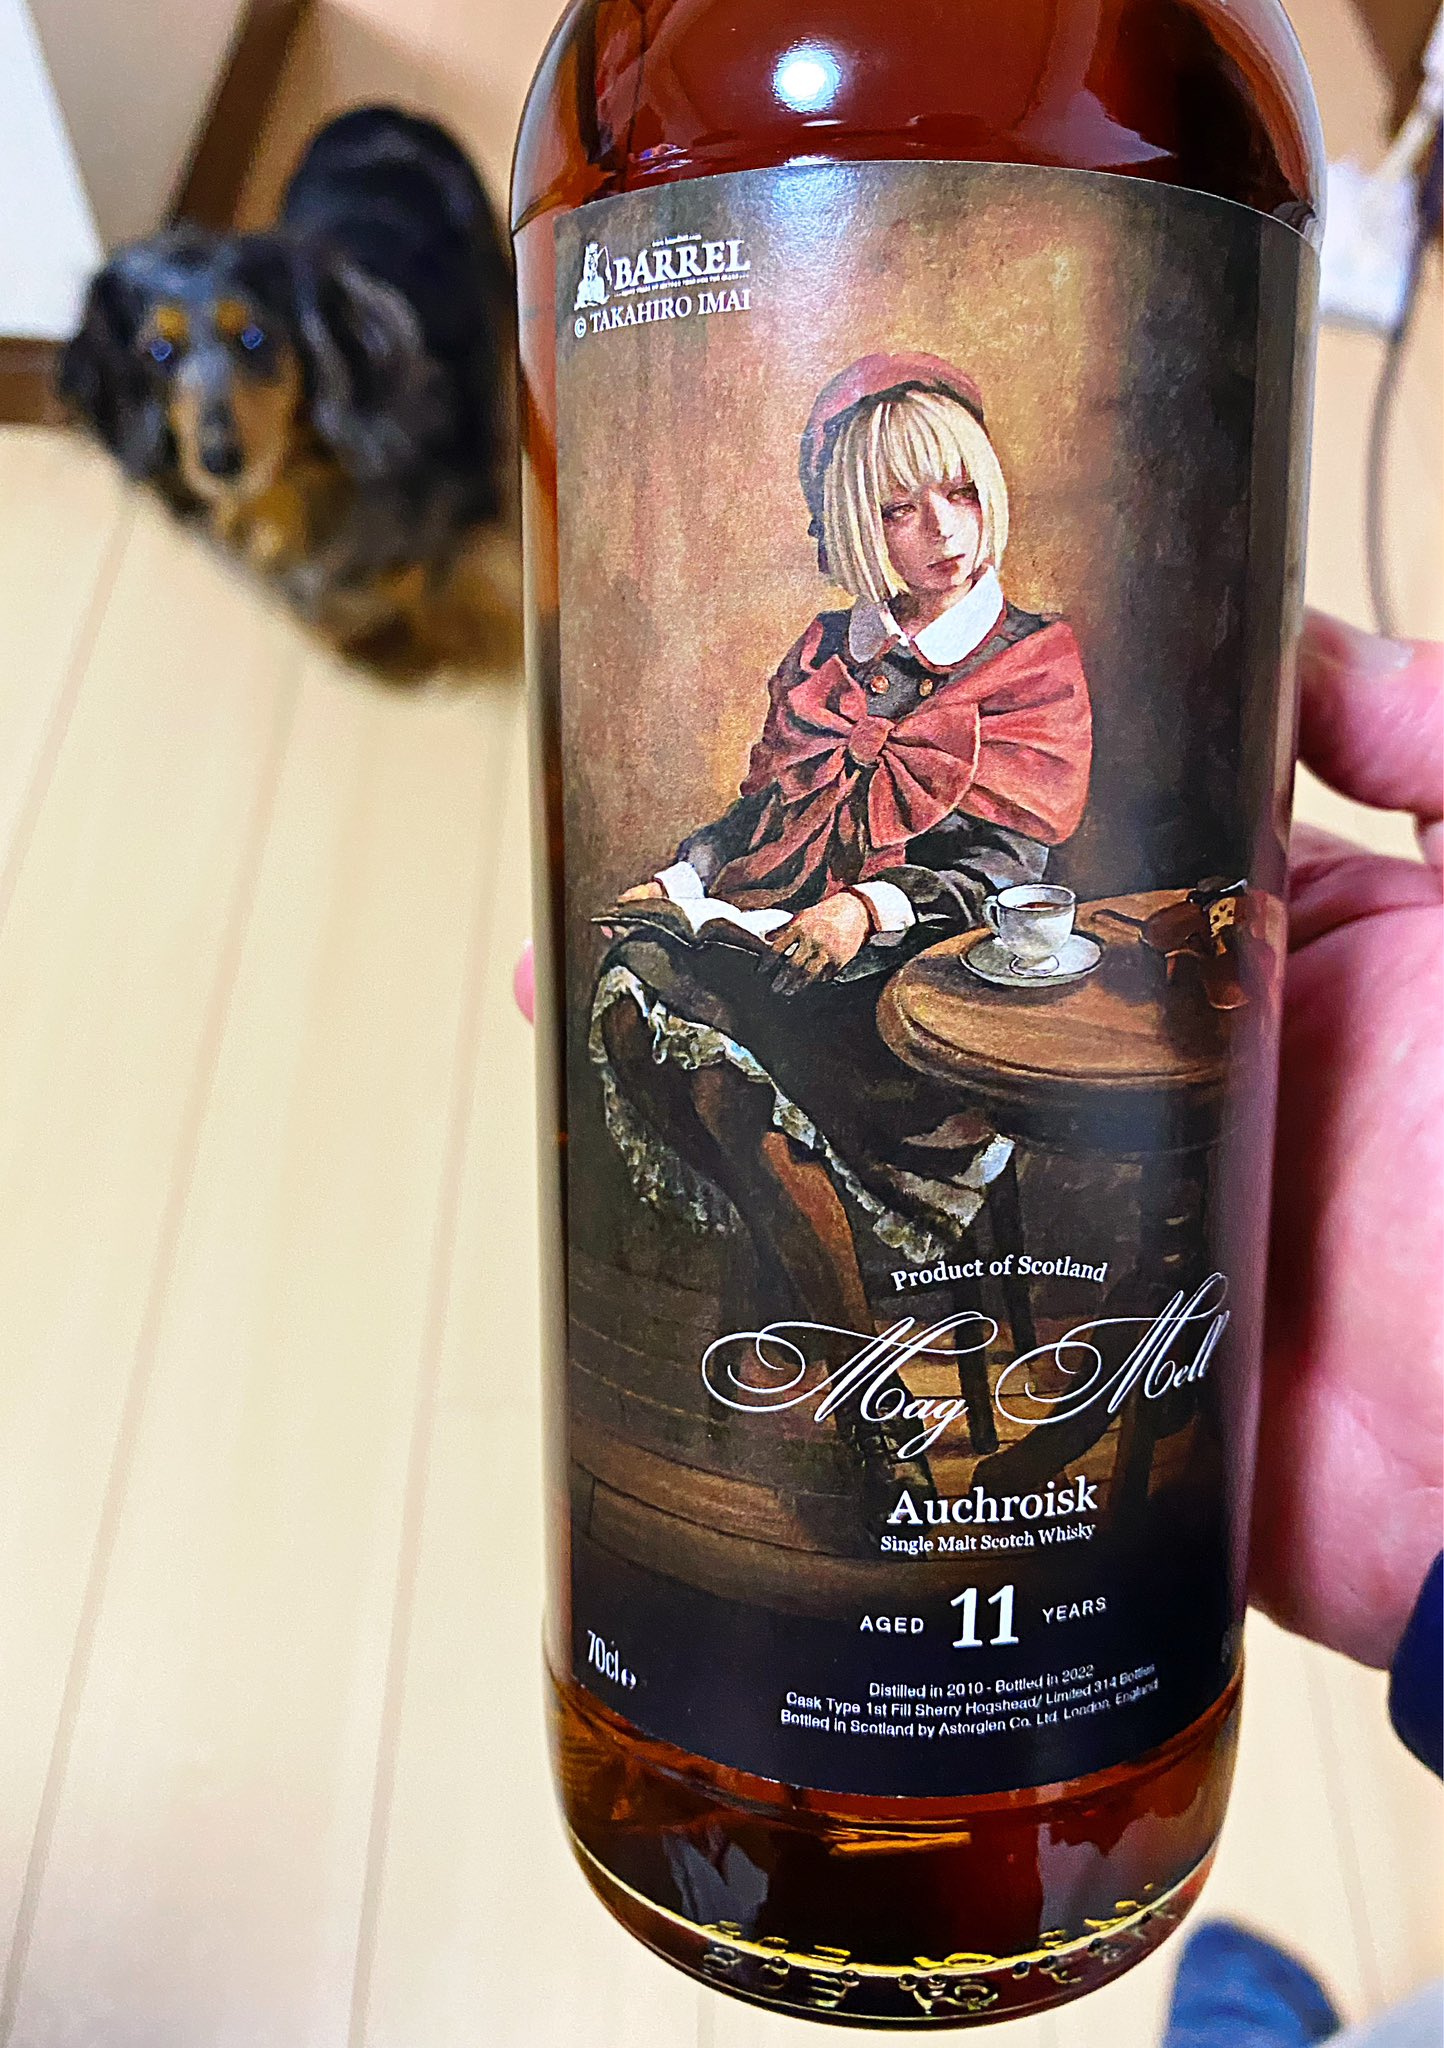 BARREL
© TAKAHIRO IMAI
Product of Scotland
Mag Mell
Auchroisk
Single Malt Scotch Whisky
AGED 11 YEARS
70cl e
Distilled in 2010 - Bottled in 2022
Cask Type 1st Fill Sherry Hogshead/ Limited 314 Bottles
Bottled in Scotland by Astorglen Co. Ltd. London, England